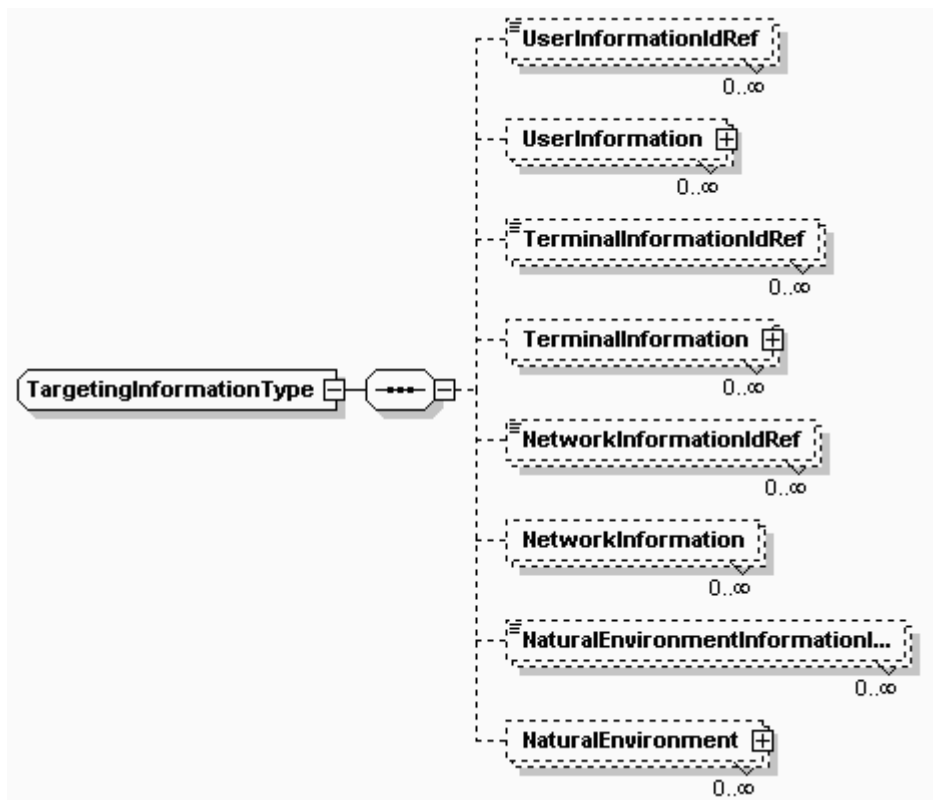 UserInformationIdRef
0..∞
UserInformation
0..∞
TerminalInformationIdRef
0..∞
TerminalInformation
0..∞
TargetingInformationType
NetworkInformationIdRef
0..∞
NetworkInformation
0..∞
NaturalEnvironmentInformationI...
0..∞
NaturalEnvironment
0..∞